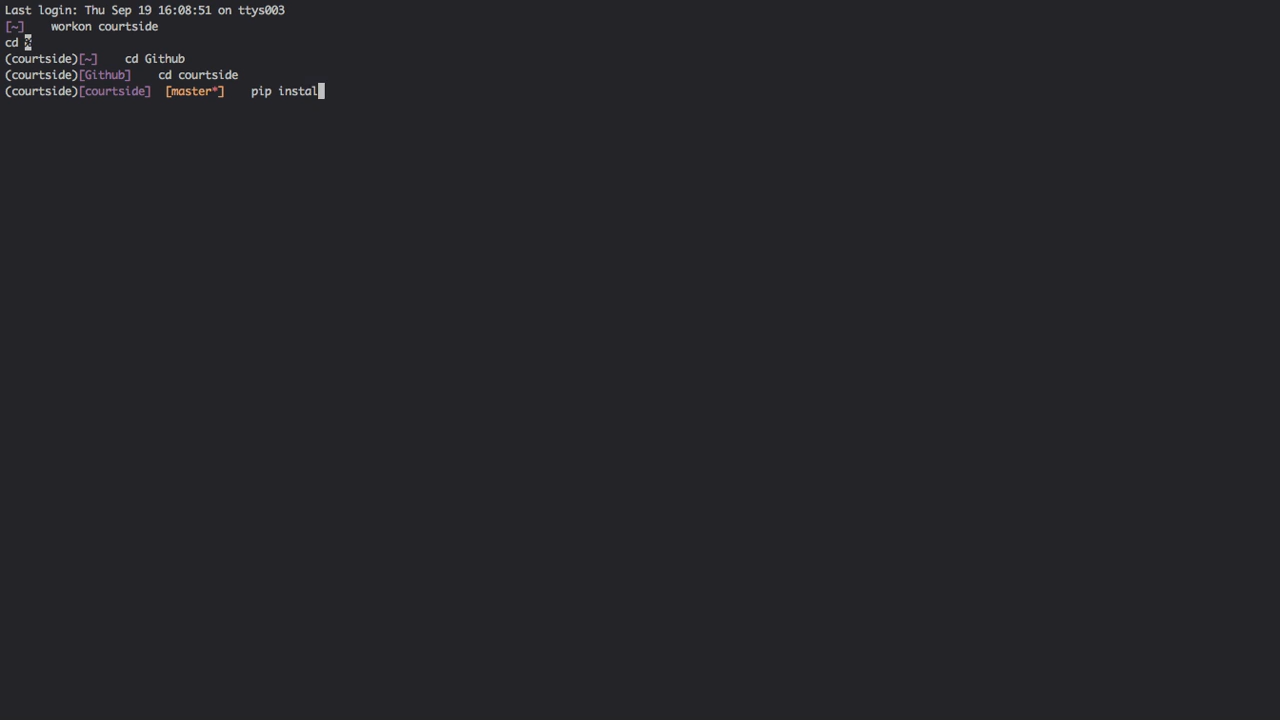 Last login: Thu Sep 19 16:08:51 on ttys003
[~] workon courtside
cd %
(courtside)[~] cd Github
(courtside)[Github] cd courtside
(courtside)[courtside] [master*] pip instal